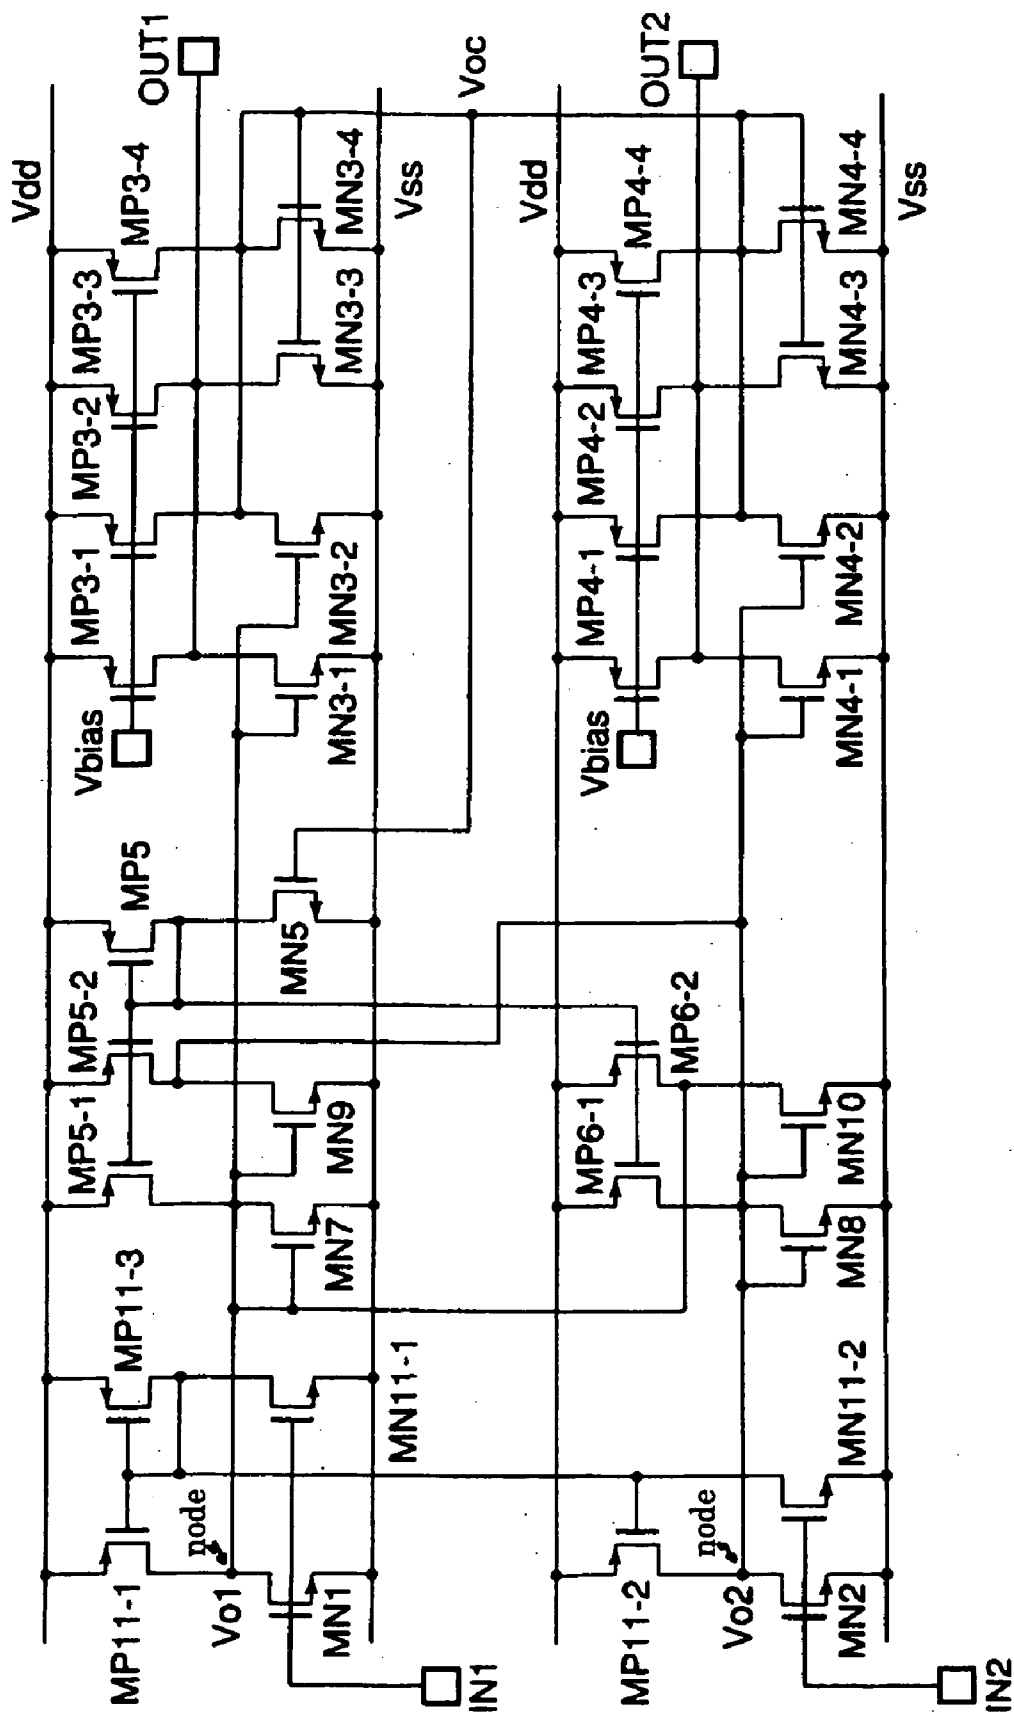 Vdd
MP3-4
MP3-3
MP3-2
MP3-1
Vbias
OUT1
MN3-4
MN3-3
MN3-2
MN3-1
Vss
Voc
MP5
MP5-2
MP5-1
MN5
MN9
MN7
MP11-3
MP11-1
MN11-1
node
Vo1
MN1
IN1
Vdd
MP4-4
MP4-3
MP4-2
MP4-1
Vbias
OUT2
MN4-4
MN4-3
MN4-2
MN4-1
Vss
MP6-2
MP6-1
MN10
MN8
MP11-2
MN11-2
node
Vo2
MN2
IN2